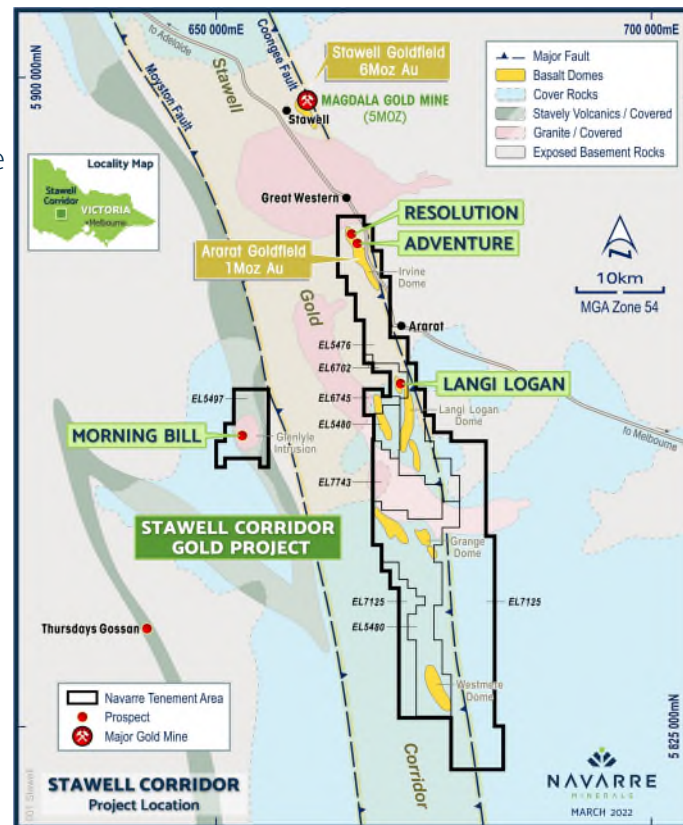 650 000mE
700 000mE
to Adelaide
Coongee Fault
Stawell Goldfield
6Moz Au
Major Fault
Basalt Domes
Cover Rocks
Stavely Volcanics / Covered
Granite / Covered
Exposed Basement Rocks
5 900 000mN
Moyston Fault
Stawell
MAGDALA GOLD MINE
(5MOZ)
Stawell
e
Locality Map
Stawell
Corridor
VICTORIA
Melbourne
Great Western
RESOLUTION
ADVENTURE
Ararat Goldfield
1Moz Au
Irvine
Dome
10km
MGA Zone 54
Gold
Ararat
EL5476
EL6702
LANGI LOGAN
EL5497
EL6745
EL5480
Langi Logan
Dome
to Melbourne
MORNING BILL
Glenlyle
Intrusion
EL7743
STAWELL CORRIDOR
GOLD PROJECT
Grange
Dome
EL7125
EL7125
EL5480
Thursdays Gossan
Westmere
Dome
Navarre Tenement Area
Prospect
Major Gold Mine
5 825 000mN
Corridor
STAWELL CORRIDOR
Project Location
001 Stawell
NAVARRE
MINERALS
MARCH 2022